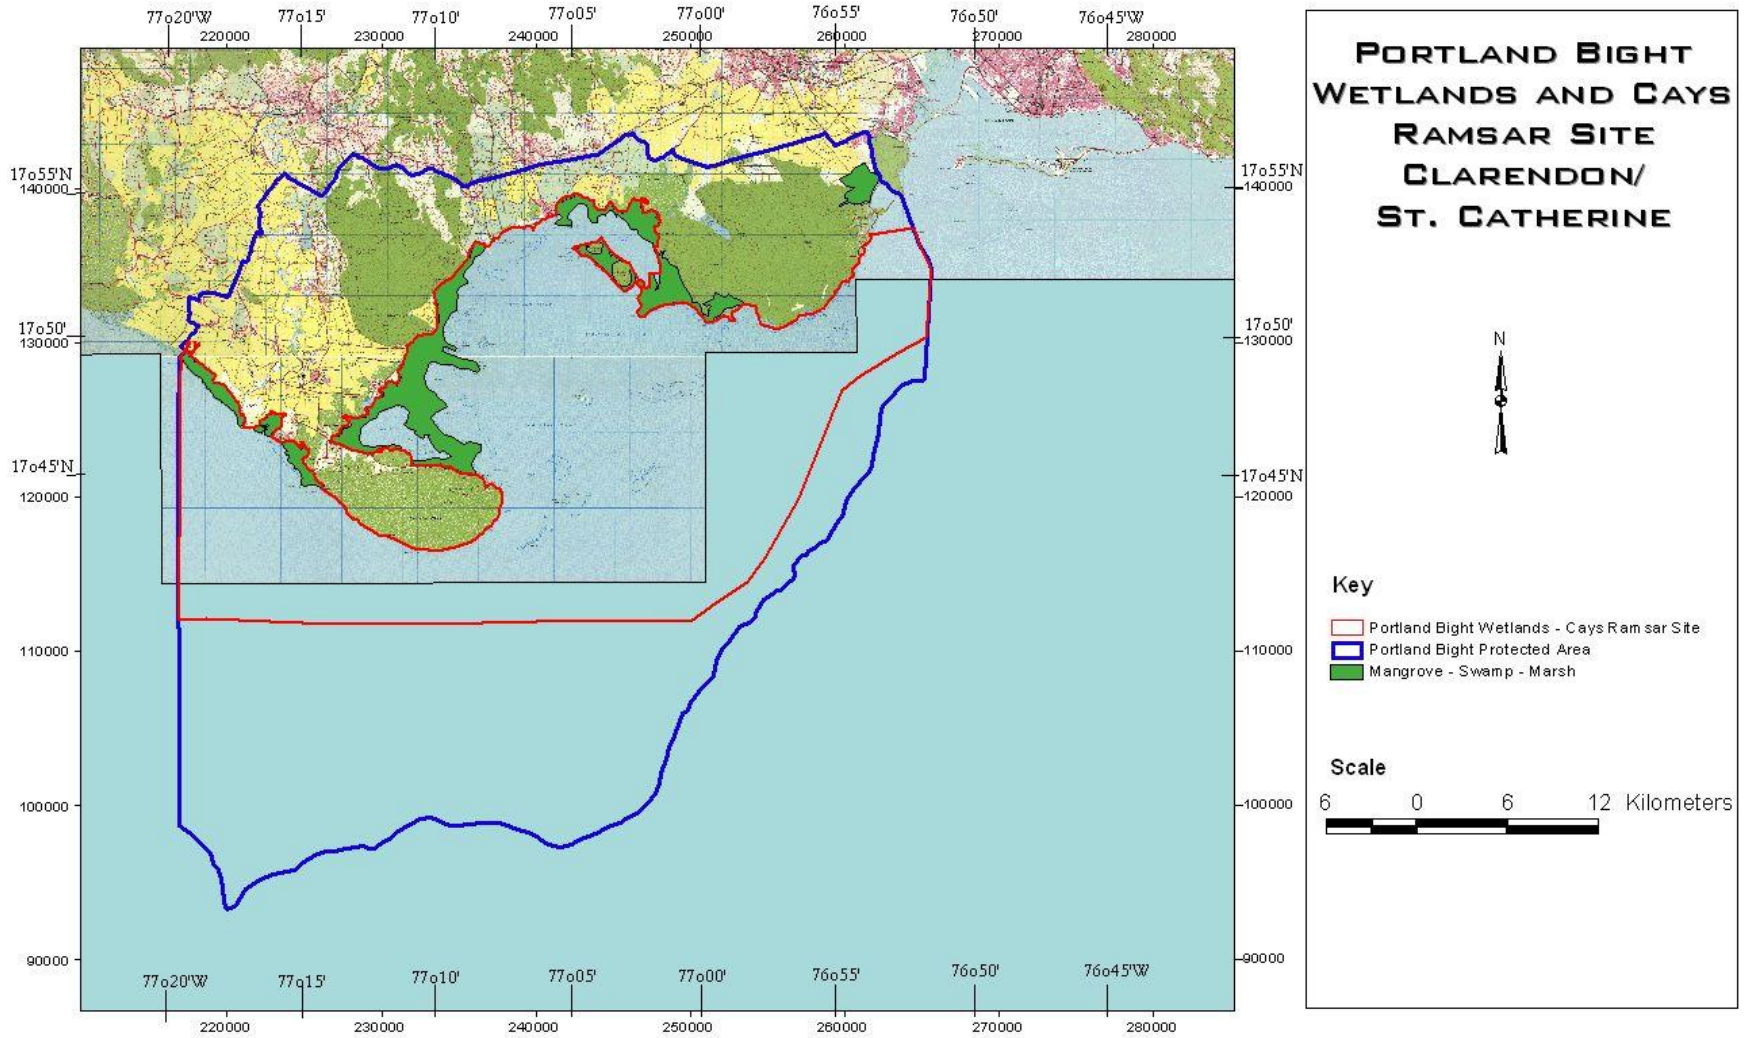 77o20'W 77o15' 77o10' 77o05' 77o00' 76o55' 76o50' 76o45'W
220000 230000 240000 250000 260000 270000 280000
17o55'N
140000
17o50'
130000
17o45'N
120000
110000
100000
90000
17o55'N
140000
17o50'
130000
17o45'N
120000
110000
100000
90000
77o20'W 77o15' 77o10' 77o05' 77o00' 76o55' 76o50' 76o45'W
220000 230000 240000 250000 260000 270000 280000
PORTLAND BIGHT
WETLANDS AND CAYS
RAMSAR SITE
CLARENDON/
ST. CATHERINE
N
Key
Portland Bight Wetlands - Cays Ramsar Site
Portland Bight Protected Area
Mangrove - Swamp - Marsh
Scale
6 0 6 12 Kilometers